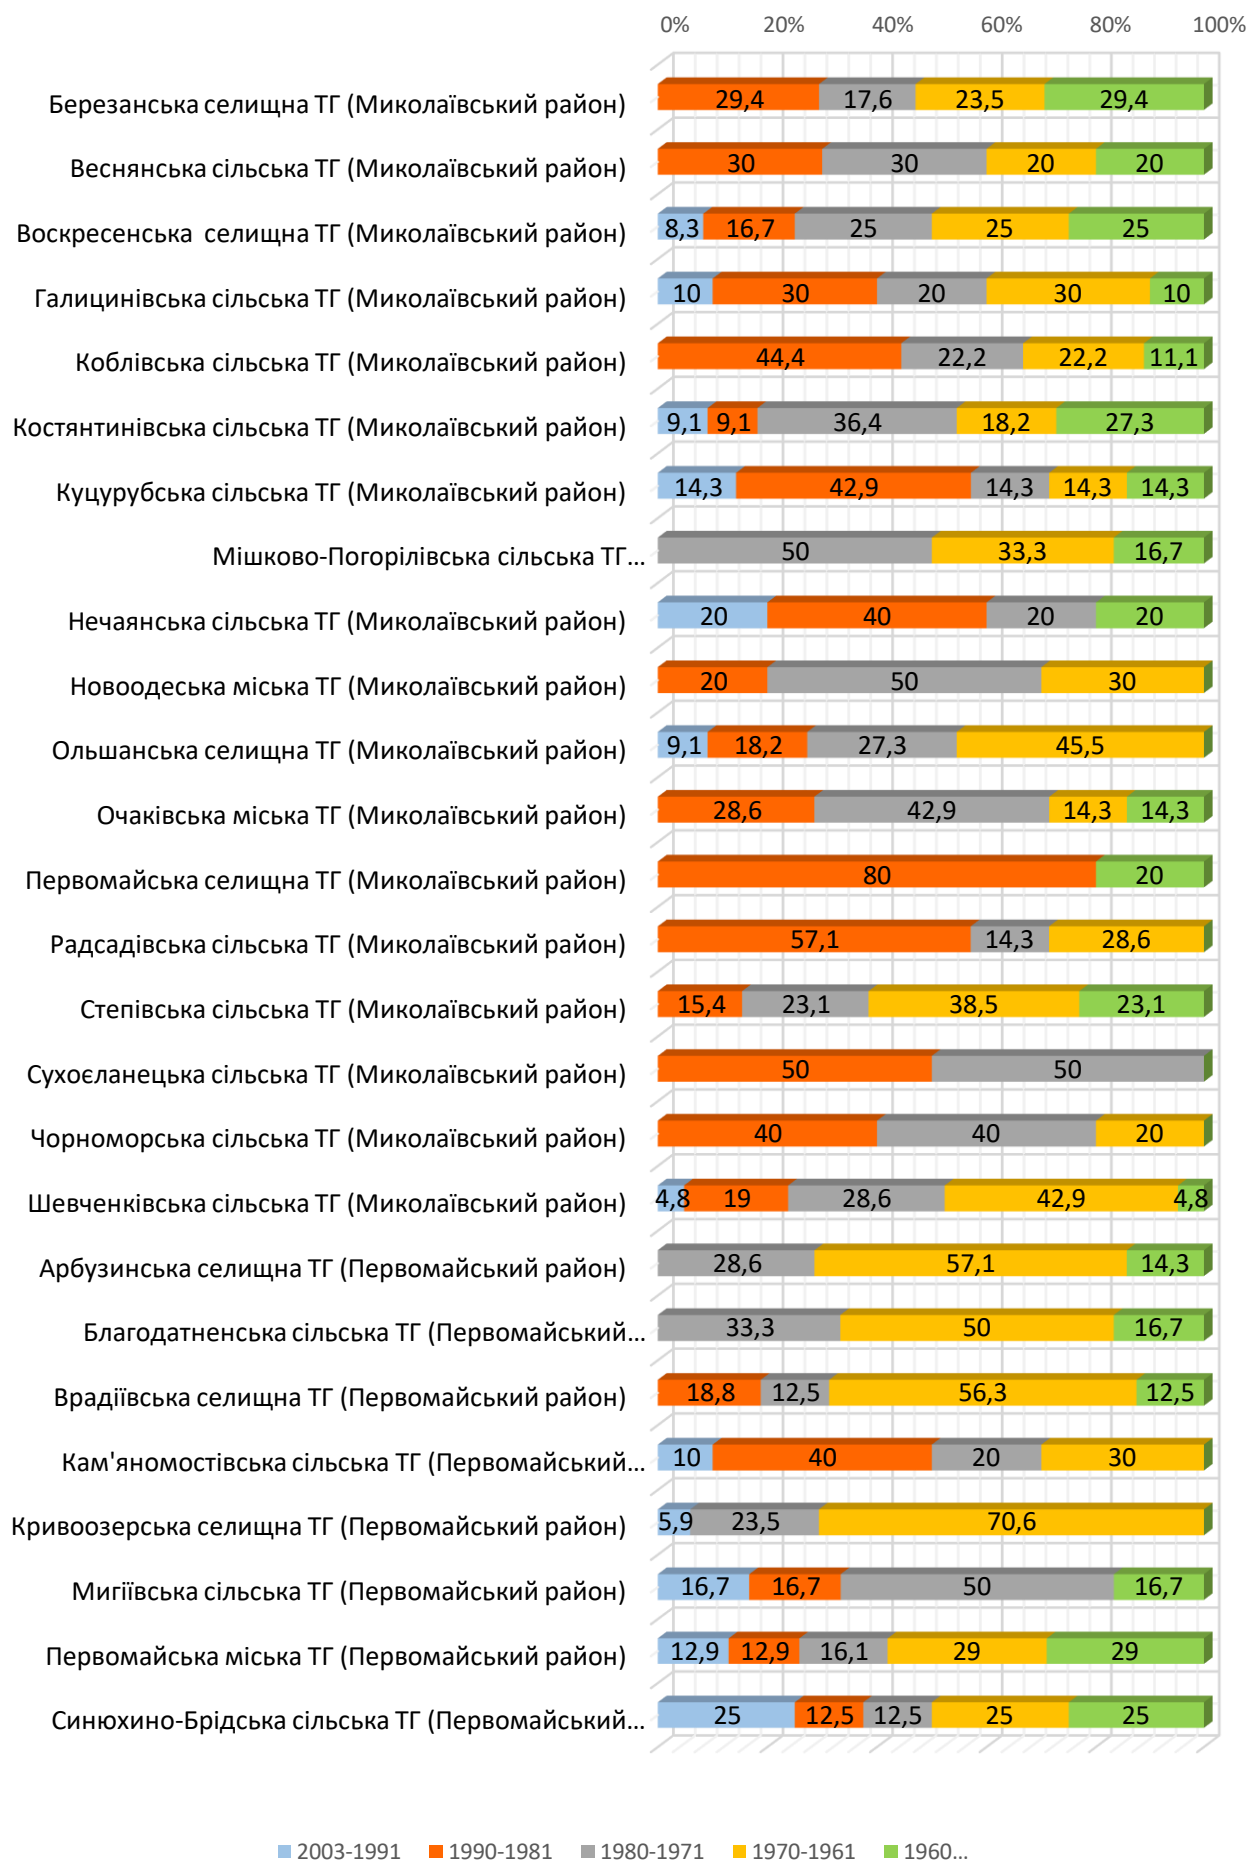 0% 20% 40% 60% 80% 100%
Березанська селищна ТГ (Миколаївський район) 29,4 17,6 23,5 29,4
Веснянська сільська ТГ (Миколаївський район) 30 30 20 20
Воскресенська селищна ТГ (Миколаївський район) 8,3 16,7 25 25 25
Галицинівська сільська ТГ (Миколаївський район) 10 30 20 30 10
Коблівська сільська ТГ (Миколаївський район) 44,4 22,2 22,2 11,1
Костянтинівська сільська ТГ (Миколаївський район) 9,1 9,1 36,4 18,2 27,3
Куцурубська сільська ТГ (Миколаївський район) 14,3 42,9 14,3 14,3 14,3
Мішково-Погорілівська сільська ТГ... 50 33,3 16,7
Нечаянська сільська ТГ (Миколаївський район) 20 40 20 20
Новоодеська міська ТГ (Миколаївський район) 20 50 30
Ольшанська селищна ТГ (Миколаївський район) 9,1 18,2 27,3 45,5
Очаківська міська ТГ (Миколаївський район) 28,6 42,9 14,3 14,3
Первомайська селищна ТГ (Миколаївський район) 80 20
Радсадівська сільська ТГ (Миколаївський район) 57,1 14,3 28,6
Степівська сільська ТГ (Миколаївський район) 15,4 23,1 38,5 23,1
Сухоєланецька сільська ТГ (Миколаївський район) 50 50
Чорноморська сільська ТГ (Миколаївський район) 40 40 20
Шевченківська сільська ТГ (Миколаївський район) 4,8 19 28,6 42,9 4,8
Арбузинська селищна ТГ (Первомайський район) 28,6 57,1 14,3
Благодатненська сільська ТГ (Первомайський... 33,3 50 16,7
Врадіївська селищна ТГ (Первомайський район) 18,8 12,5 56,3 12,5
Кам'яномостівська сільська ТГ (Первомайський... 10 40 20 30
Кривоозерська селищна ТГ (Первомайський район) 5,9 23,5 70,6
Мигіївська сільська ТГ (Первомайський район) 16,7 16,7 50 16,7
Первомайська міська ТГ (Первомайський район) 12,9 12,9 16,1 29 29
Синюхино-Брідська сільська ТГ (Первомайський... 25 12,5 12,5 25 25
2003-1991 1990-1981 1980-1971 1970-1961 1960...